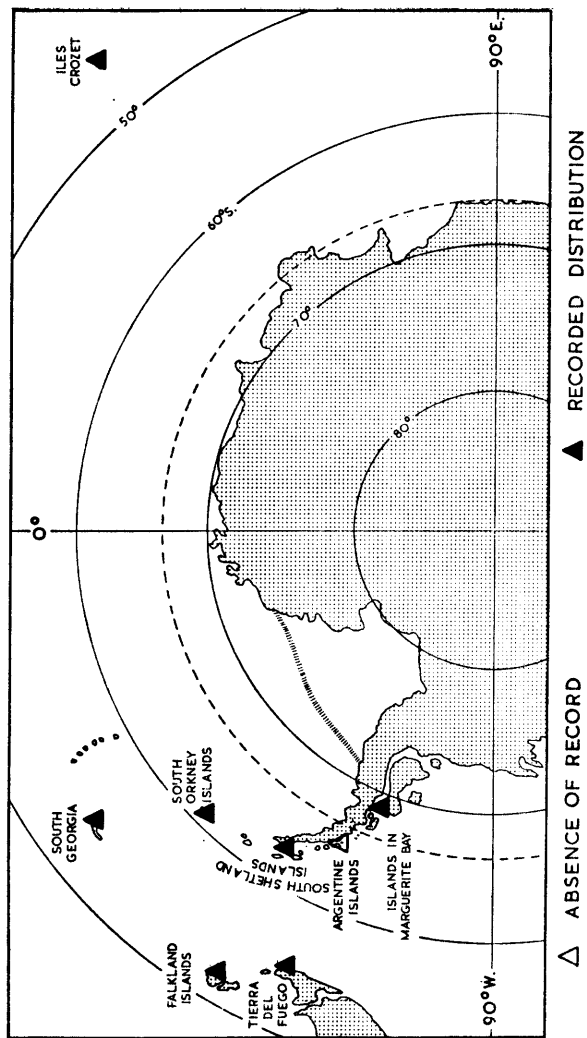 ILES
CROZET
50°
90°E.
60°S.
70°
80°
0°
SOUTH
GEORGIA
SOUTH
ORKNEY
ISLANDS
SOUTH SHETLAND
ISLANDS
ARGENTINE
ISLANDS
ISLANDS IN
MARGUERITE BAY
FALKLAND
ISLANDS
TIERRA
DEL
FUEGO
90°W.
△ ABSENCE OF RECORD
▲ RECORDED DISTRIBUTION